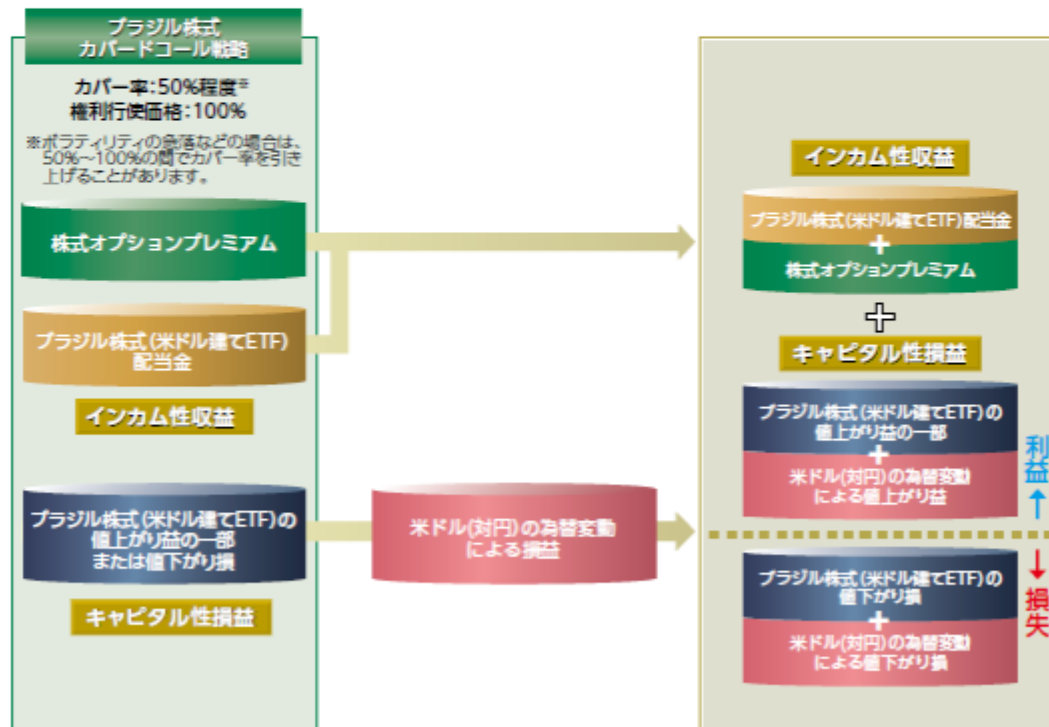 ブラジル株式
カバードコール戦略
カバー率:50%程度※
権利行使価格:100%
※ボラティリティの急落などの場合は、
50%～100%の間でカバー率を引き
上げることがあります。
株式オプションプレミアム
ブラジル株式(米ドル建てETF)
配当金
インカム性収益
ブラジル株式(米ドル建てETF)の
値上がり益の一部
または値下がり損
キャピタル性損益
米ドル(対円)の為替変動
による損益
インカム性収益
ブラジル株式(米ドル建てETF)配当金
+
株式オプションプレミアム
+
キャピタル性損益
ブラジル株式(米ドル建てETF)の
値上がり益の一部
+
米ドル(対円)の為替変動
による値上がり益
利益
↑
↓
損失
ブラジル株式(米ドル建てETF)の
値下がり損
+
米ドル(対円)の為替変動
による値下がり損